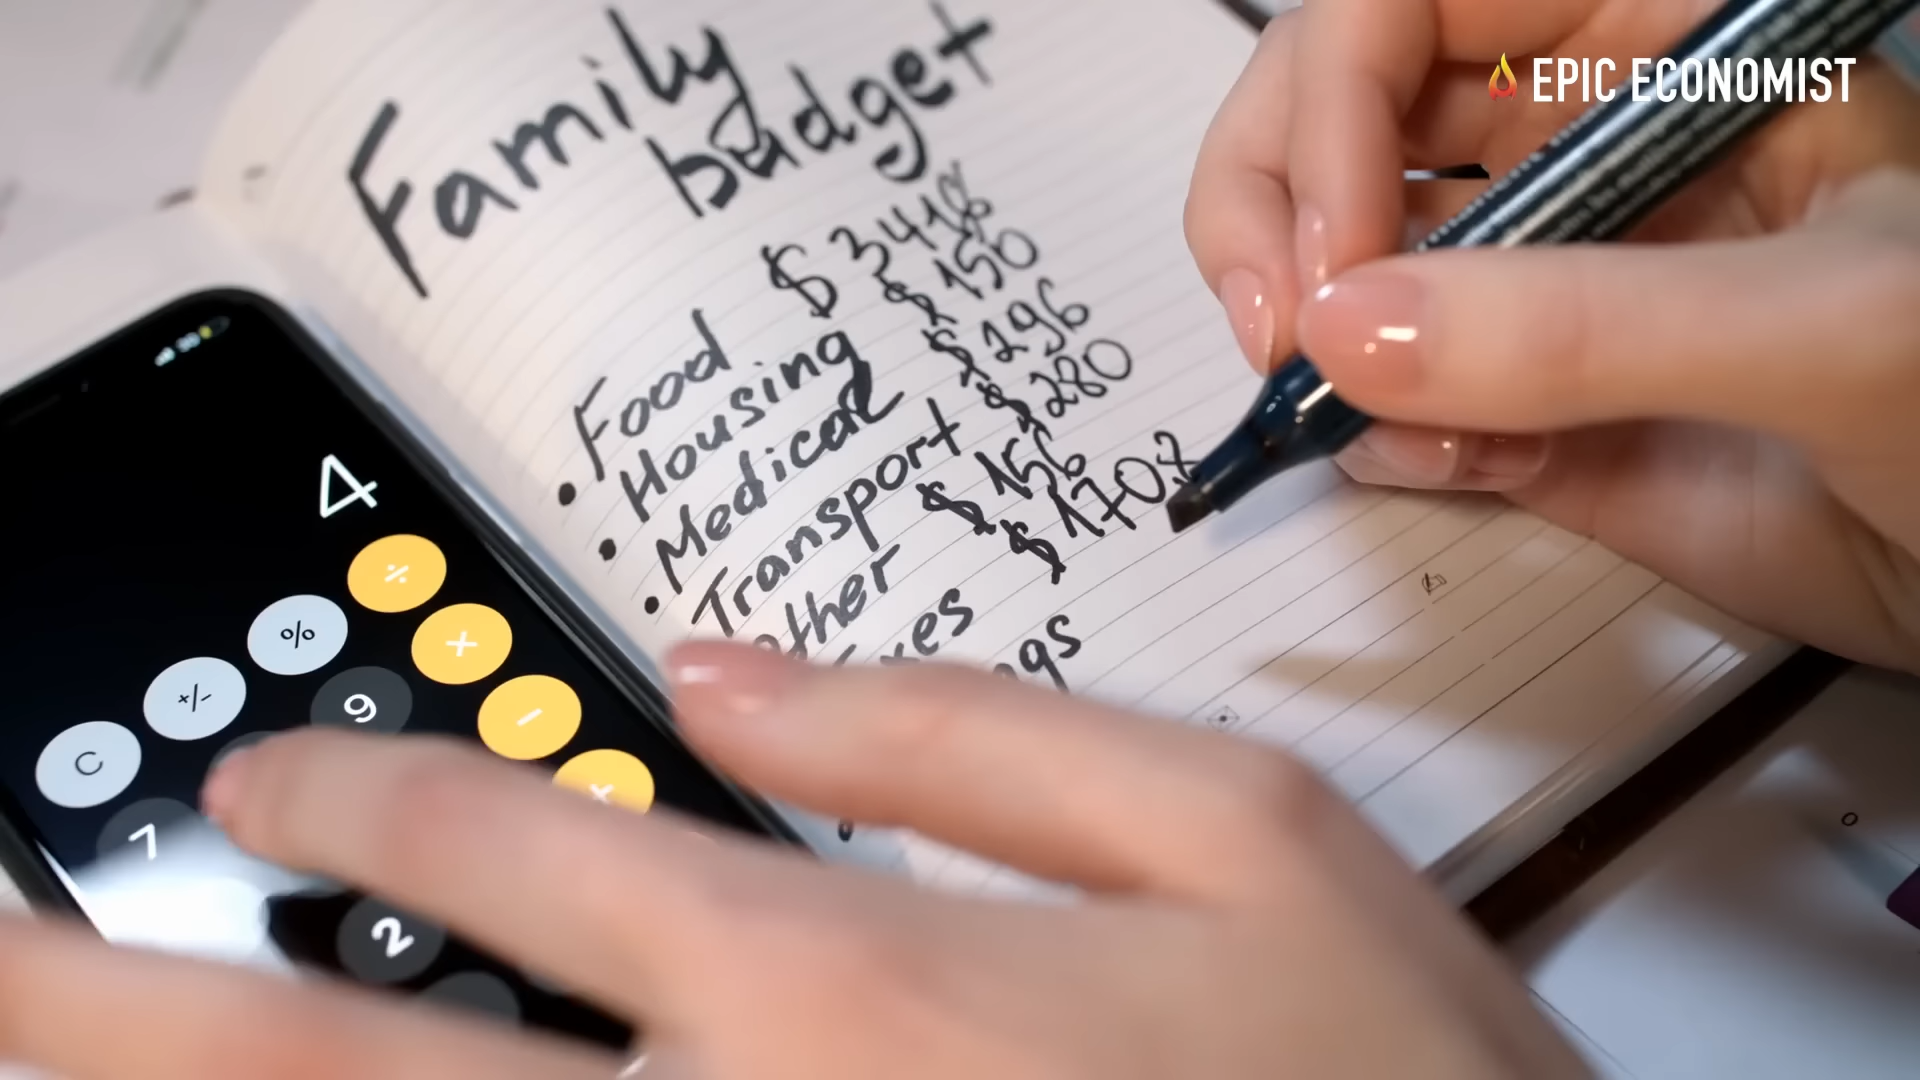 EPIC ECONOMIST
Family
budget
Food $ 3418
Housing $ 150
Medical $ 296
Transport $ 280
other $ 156
$ 1708
4
÷
% ×
+/- 9 −
C +
7
2